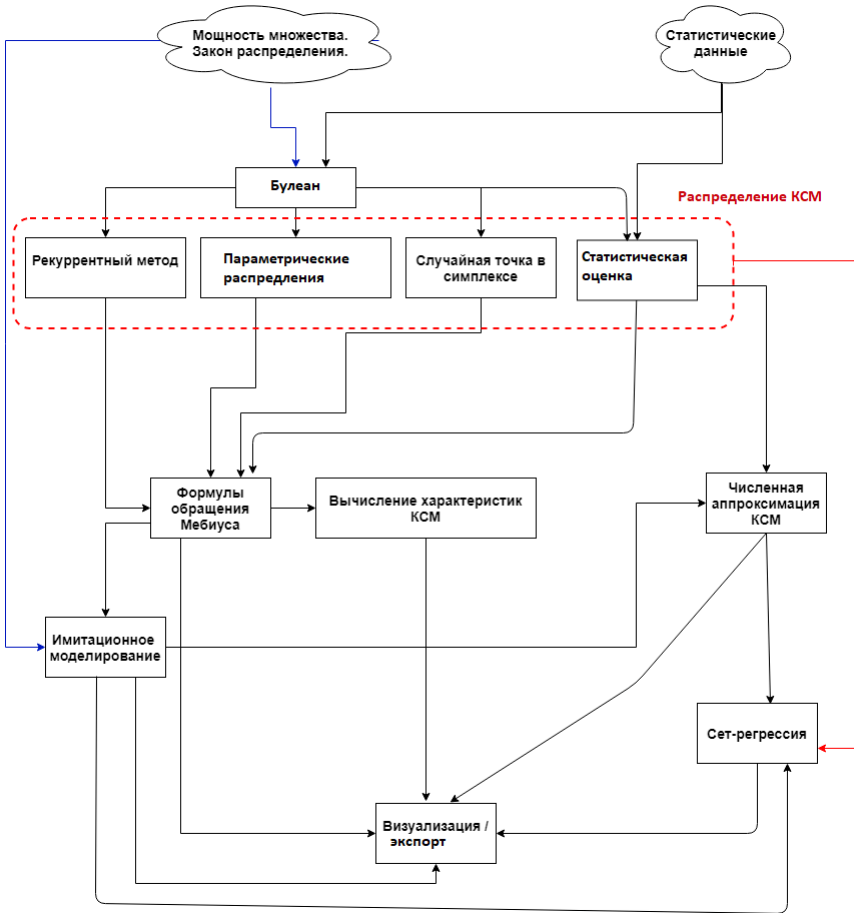 Мощность множества.
Закон распределения.
Статистические
данные
Булеан
Распределение КСМ
Рекуррентный метод
Параметрические
распредления
Случайная точка в
симплексе
Статистическая
оценка
Формулы
обращения
Мебиуса
Вычисление характеристик
КСМ
Численная
аппроксимация
КСМ
Имитационное
моделирование
Сет-регрессия
Визуализация /
экспорт